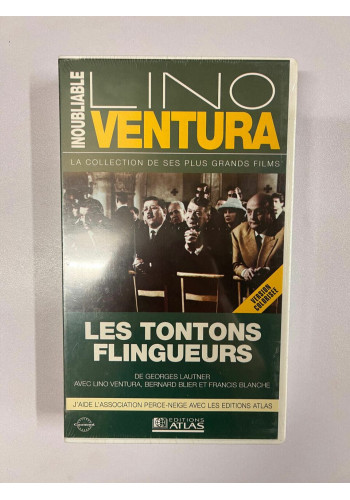 INOUBLIABLE
LINO
VENTURA
LA COLLECTION DE SES PLUS GRANDS FILMS
VERSION
COLORISEE
LES TONTONS
FLINGUEURS
DE GEORGES LAUTNER
AVEC LINO VENTURA, BERNARD BLIER ET FRANCIS BLANCHE
J'AIDE L'ASSOCIATION PERCE-NEIGE AVEC LES EDITIONS ATLAS
EDITIONS
ATLAS